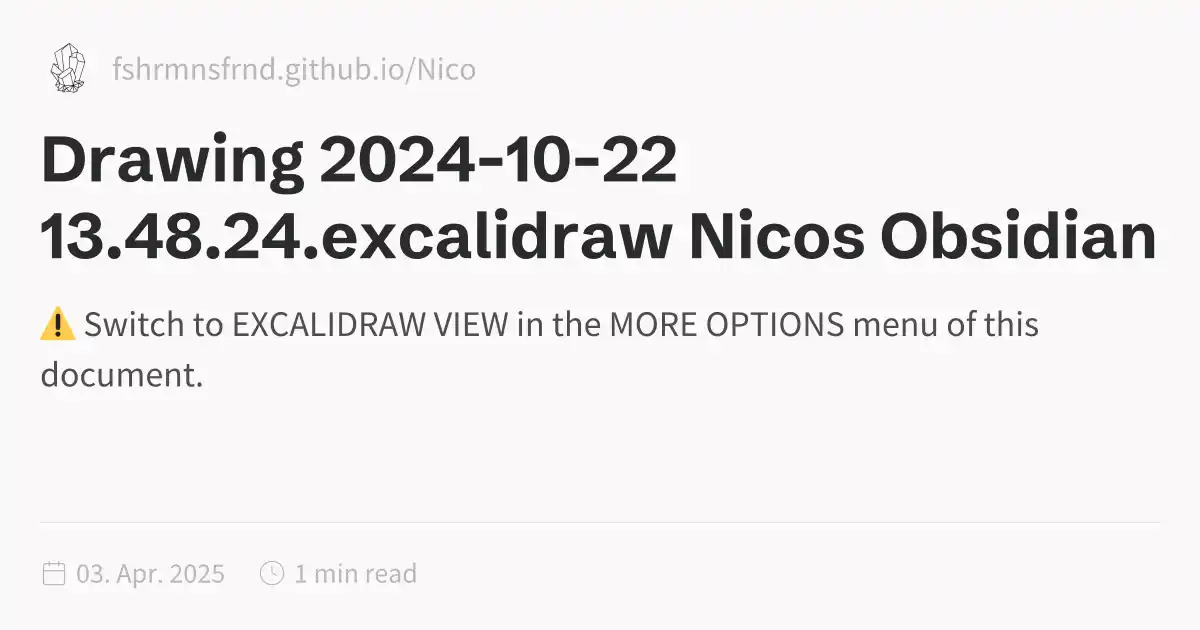 fshrmnsfrnd.github.io/Nico
Drawing 2024-10-22
13.48.24.excalidraw Nicos Obsidian
⚠️ Switch to EXCALIDRAW VIEW in the MORE OPTIONS menu of this
document.
03. Apr. 2025 1 min read